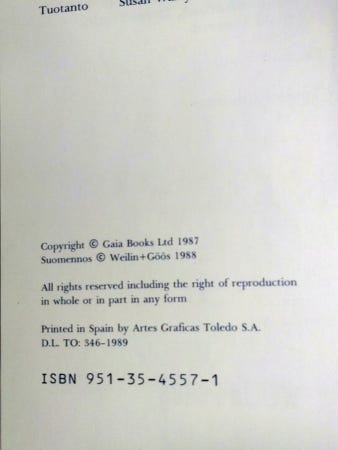 Tuotanto Susan
Copyright © Gaia Books Ltd 1987
Suomennos © Weilin+Göös 1988
All rights reserved including the right of reproduction
in whole or in part in any form
Printed in Spain by Artes Graficas Toledo S.A.
D.L. TO: 346-1989
ISBN 951-35-4557-1